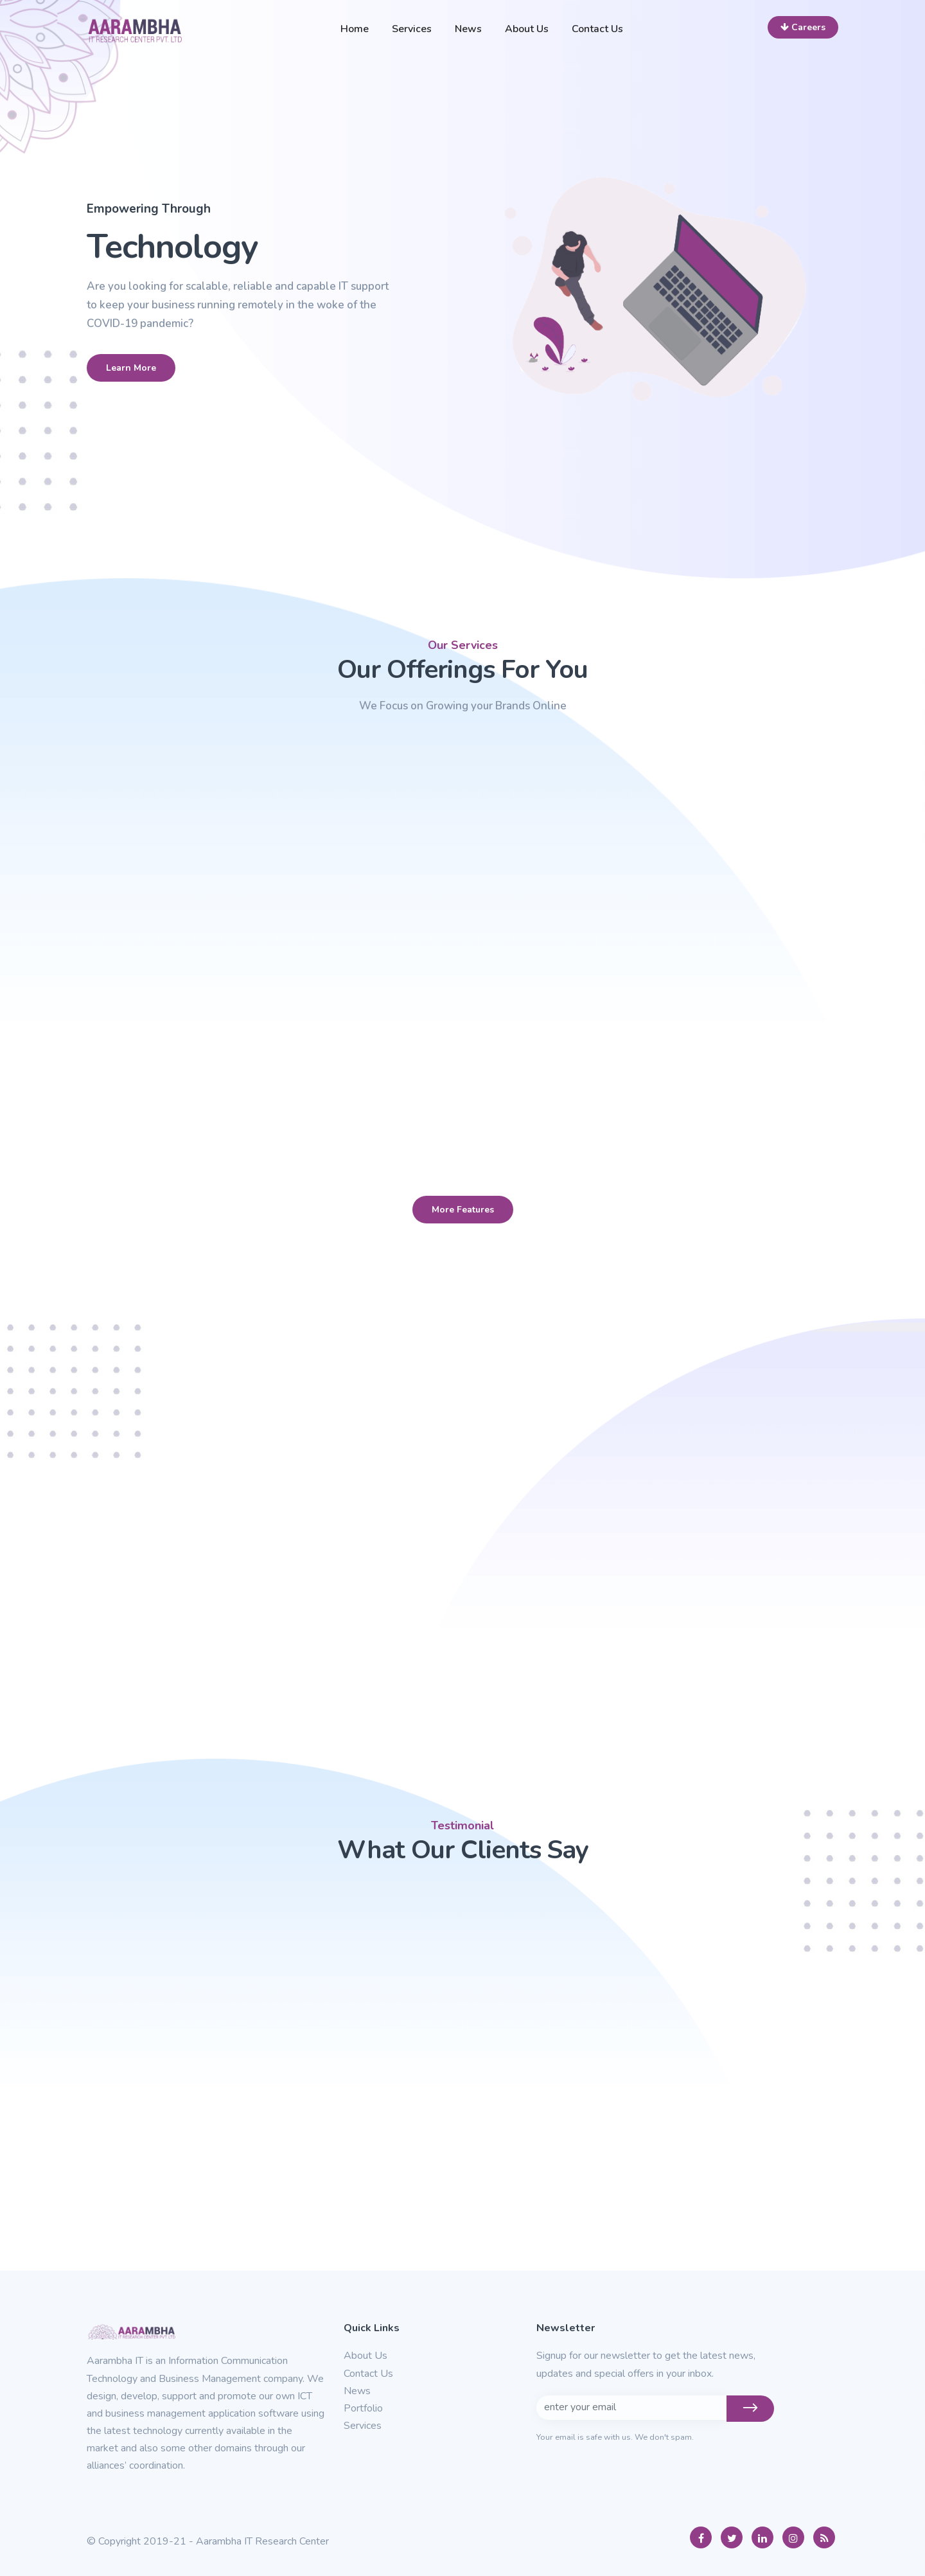 AARAMBHA
IT RESEARCH CENTER PVT. LTD
Home
Services
News
About Us
Contact Us
Careers
Empowering Through
Technology
Are you looking for scalable, reliable and capable IT support
to keep your business running remotely in the woke of the
COVID-19 pandemic?
Learn More
Our Services
Our Offerings For You
We Focus on Growing your Brands Online
More Features
Testimonial
What Our Clients Say
AARAMBHA
IT RESEARCH CENTER PVT. LTD
Aarambha IT is an Information Communication
Technology and Business Management company. We
design, develop, support and promote our own ICT
and business management application software using
the latest technology currently available in the
market and also some other domains through our
alliances' coordination.
Quick Links
About Us
Contact Us
News
Portfolio
Services
Newsletter
Signup for our newsletter to get the latest news,
updates and special offers in your inbox.
enter your email
Your email is safe with us. We don't spam.
© Copyright 2019-21 - Aarambha IT Research Center